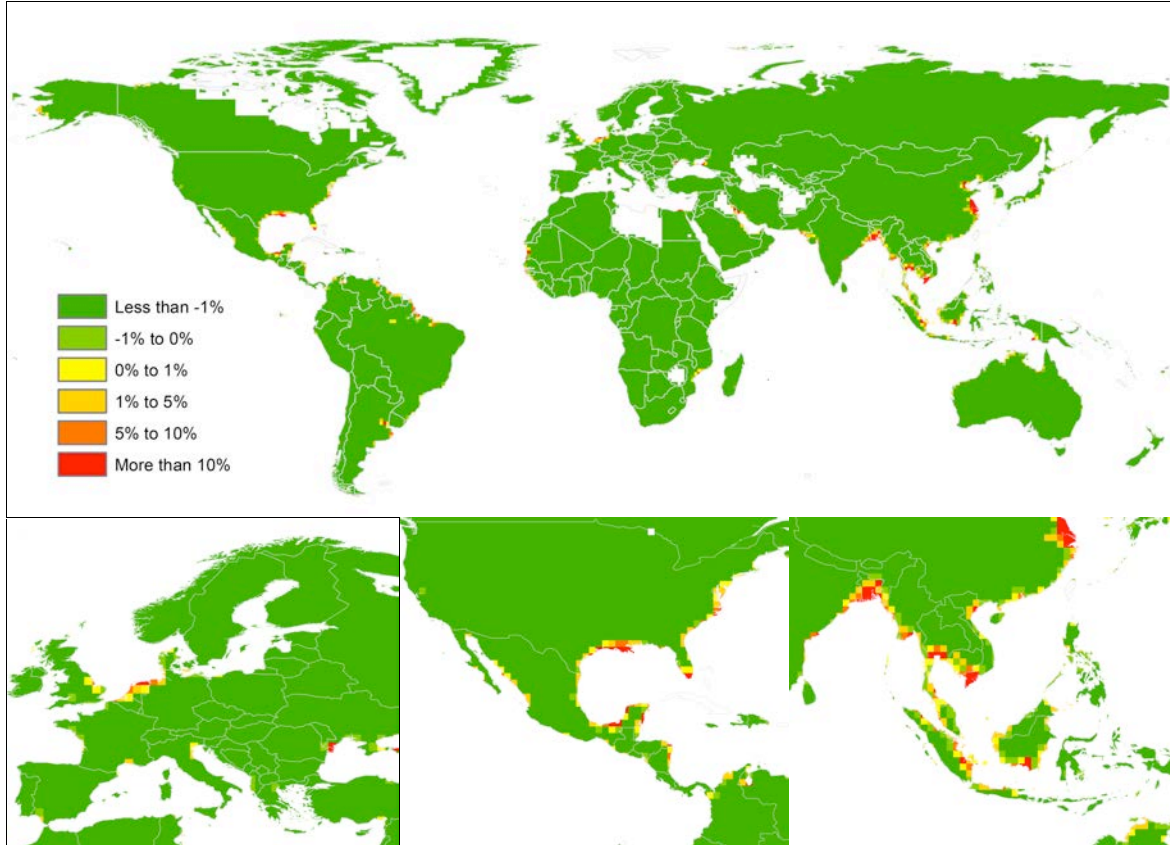 Less than -1%
-1% to 0%
0% to 1%
1% to 5%
5% to 10%
More than 10%